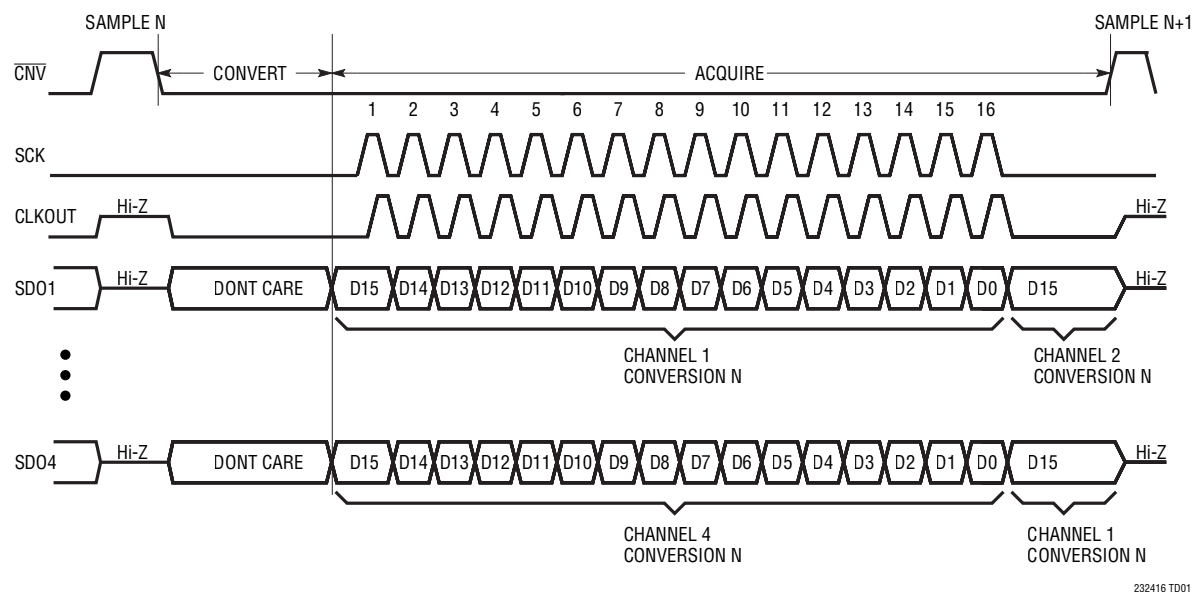 SAMPLE N SAMPLE N+1
CNV CONVERT ACQUIRE
1 2 3 4 5 6 7 8 9 10 11 12 13 14 15 16
SCK
CLKOUT Hi-Z Hi-Z
SDO1 Hi-Z DONT CARE D15 D14 D13 D12 D11 D10 D9 D8 D7 D6 D5 D4 D3 D2 D1 D0 D15 Hi-Z
CHANNEL 1 CHANNEL 2
CONVERSION N CONVERSION N
SDO4 Hi-Z DONT CARE D15 D14 D13 D12 D11 D10 D9 D8 D7 D6 D5 D4 D3 D2 D1 D0 D15 Hi-Z
CHANNEL 4 CHANNEL 1
CONVERSION N CONVERSION N
232416 TD01